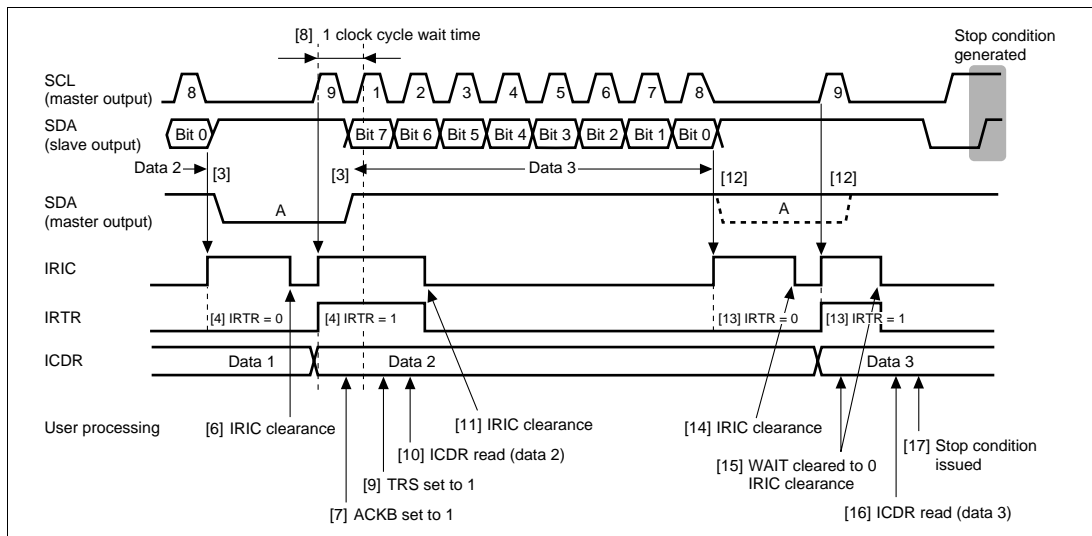 [8] 1 clock cycle wait time
Stop condition
generated
SCL
(master output)
8 9 1 2 3 4 5 6 7 8 9
SDA
(slave output)
Bit 0 Bit 7 Bit 6 Bit 5 Bit 4 Bit 3 Bit 2 Bit 1 Bit 0
Data 2 [3] [3] Data 3 [12] [12]
SDA
(master output)
A A
IRIC
IRTR
[4] IRTR = 0 [4] IRTR = 1 [13] IRTR = 0 [13] IRTR = 1
ICDR
Data 1 Data 2 Data 3
User processing
[6] IRIC clearance
[11] IRIC clearance
[14] IRIC clearance
[17] Stop condition
issued
[10] ICDR read (data 2)
[15] WAIT cleared to 0
IRIC clearance
[9] TRS set to 1
[16] ICDR read (data 3)
[7] ACKB set to 1